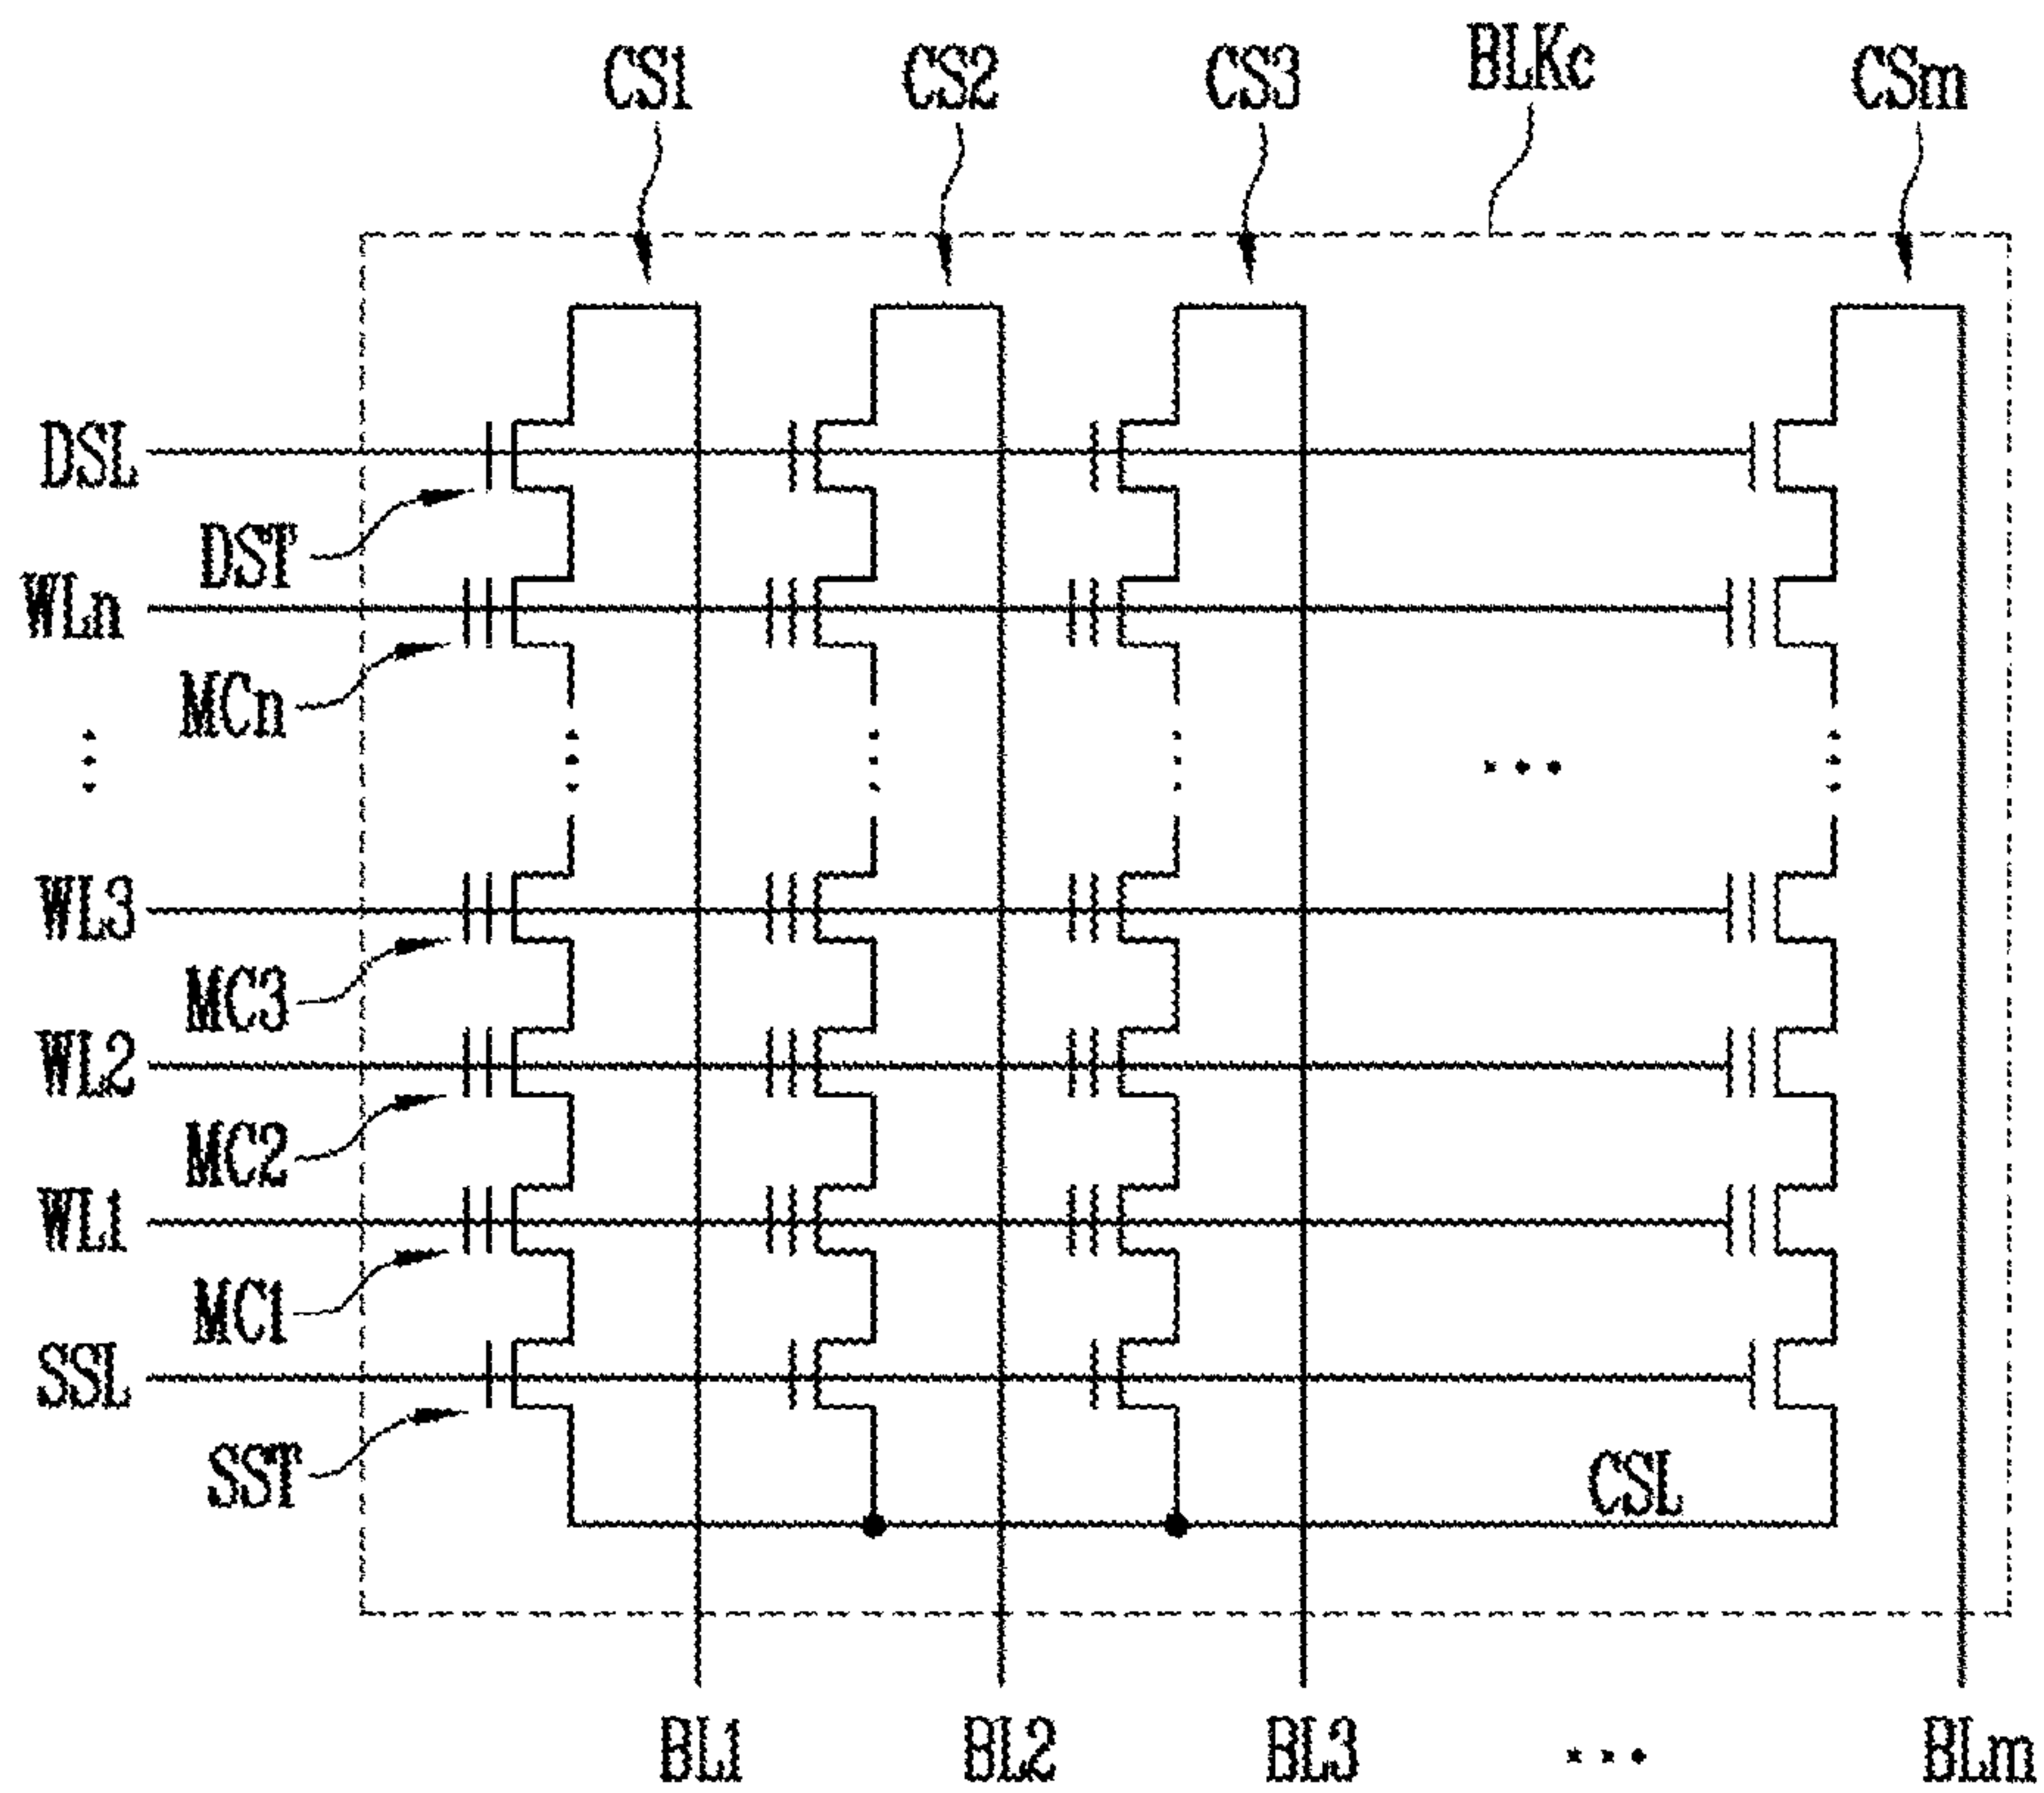 CS1 CS2 CS3 BLKc CSm
DSL
DST
WLn
MCn
WL3
MC3
WL2
MC2
WL1
MC1
SSL
SST
CSL
BL1 BL2 BL3 ... BLm